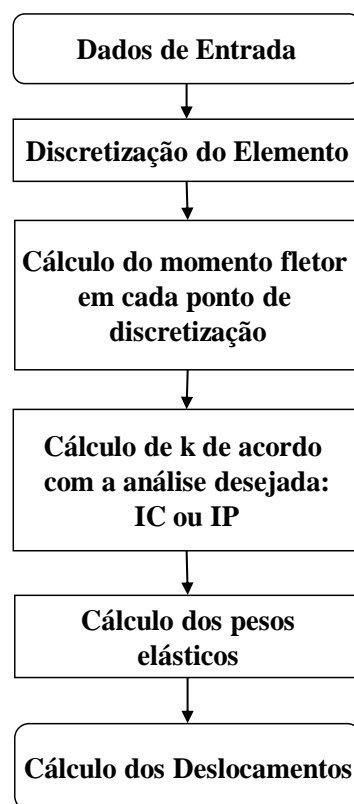 Dados de Entrada
Discretização do Elemento
Cálculo do momento fletor
em cada ponto de
discretização
Cálculo de k de acordo
com a análise desejada:
IC ou IP
Cálculo dos pesos
elásticos
Cálculo dos Deslocamentos